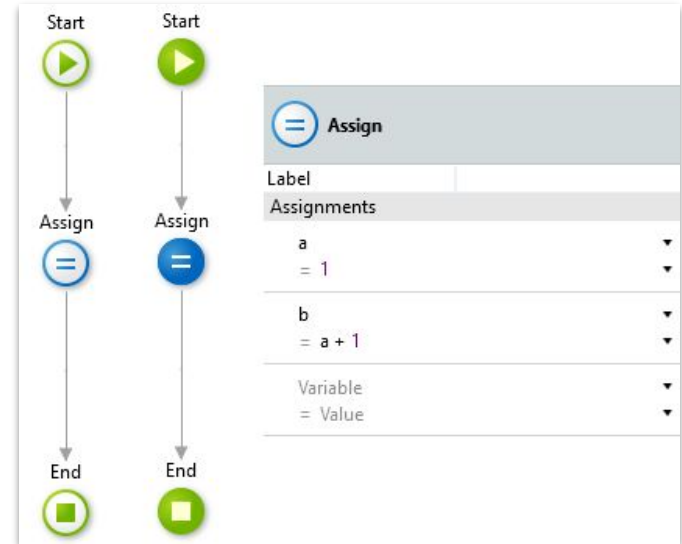 Start
Start
Assign
Label
Assignments
a
= 1
b
= a + 1
Variable
= Value
Assign
Assign
End
End